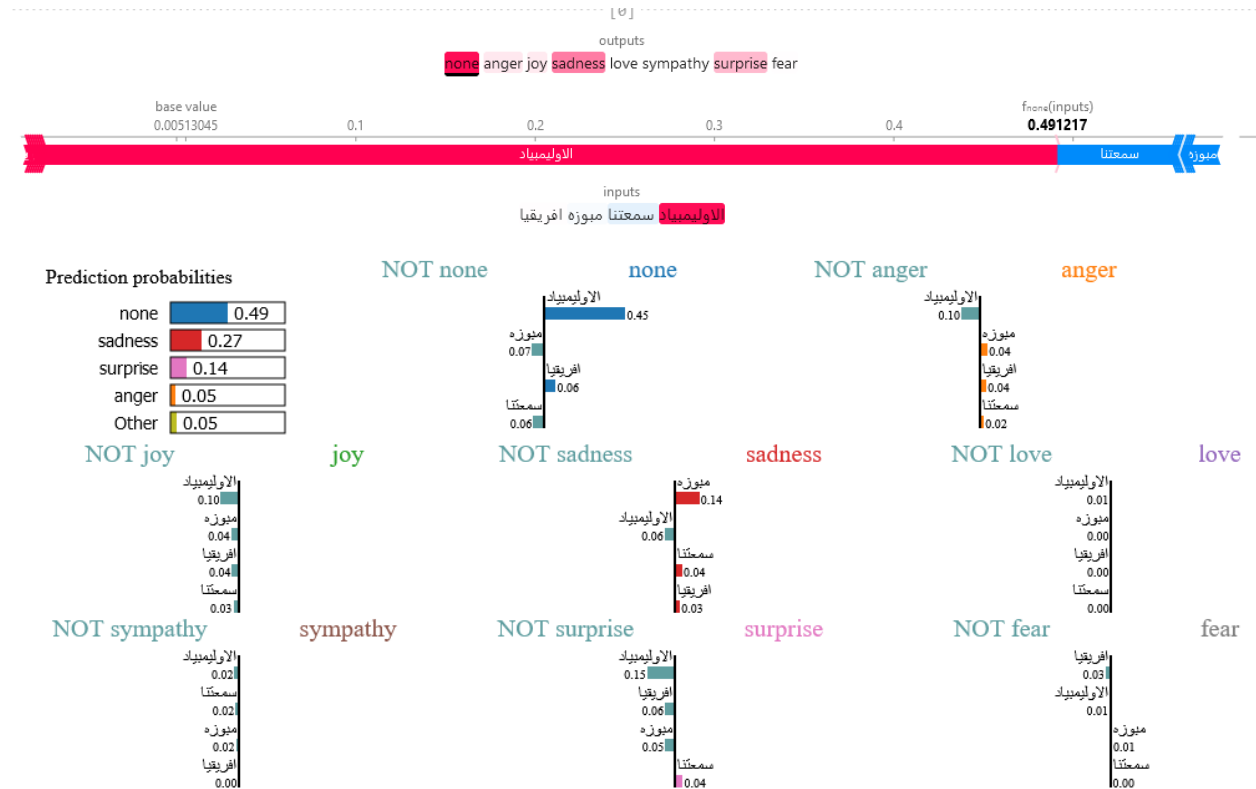 [0]
outputs
none anger joy sadness love sympathy surprise fear
base value
fnone(inputs)
0.00513045 0.1 0.2 0.3 0.4 0.491217
الاوليمبياد سمعتنا مبوزه
inputs
الاوليمبياد سمعتنا مبوزه افريقيا
Prediction probabilities
none 0.49
sadness 0.27
surprise 0.14
anger 0.05
Other 0.05
NOT none none
الاوليمبياد
0.45
مبوزه
0.07
افريقيا
0.06
سمعتنا
0.06
NOT anger anger
الاوليمبياد
0.10
مبوزه
0.04
افريقيا
0.04
سمعتنا
0.02
NOT joy joy
الاوليمبياد
0.10
مبوزه
0.04
افريقيا
0.04
سمعتنا
0.03
NOT sadness sadness
مبوزه
0.14
الاوليمبياد
0.06
سمعتنا
0.04
افريقيا
0.03
NOT love love
الاوليمبياد
0.01
مبوزه
0.00
افريقيا
0.00
سمعتنا
0.00
NOT sympathy sympathy
الاوليمبياد
0.02
سمعتنا
0.02
مبوزه
0.02
افريقيا
0.00
NOT surprise surprise
الاوليمبياد
0.15
افريقيا
0.06
مبوزه
0.05
سمعتنا
0.04
NOT fear fear
افريقيا
0.03
الاوليمبياد
0.01
مبوزه
0.01
سمعتنا
0.00